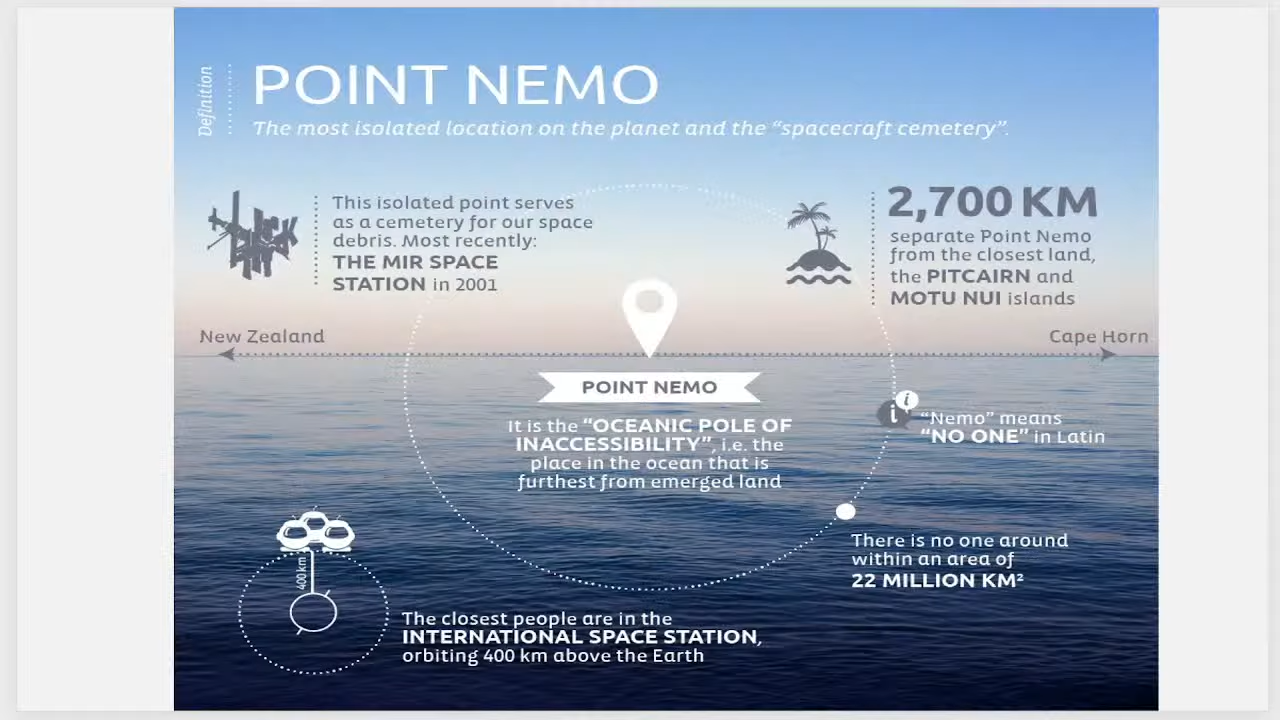 Definition
POINT NEMO
The most isolated location on the planet and the “spacecraft cemetery”.
This isolated point serves
as a cemetery for our space
debris. Most recently:
THE MIR SPACE
STATION in 2001
2,700 KM
separate Point Nemo
from the closest land,
the PITCAIRN and
MOTU NUI islands
New Zealand
Cape Horn
POINT NEMO
It is the “OCEANIC POLE OF
INACCESSIBILITY”, i.e. the
place in the ocean that is
furthest from emerged land
i
i
“Nemo” means
“NO ONE” in Latin
There is no one around
within an area of
22 MILLION KM²
400 km
The closest people are in the
INTERNATIONAL SPACE STATION,
orbiting 400 km above the Earth